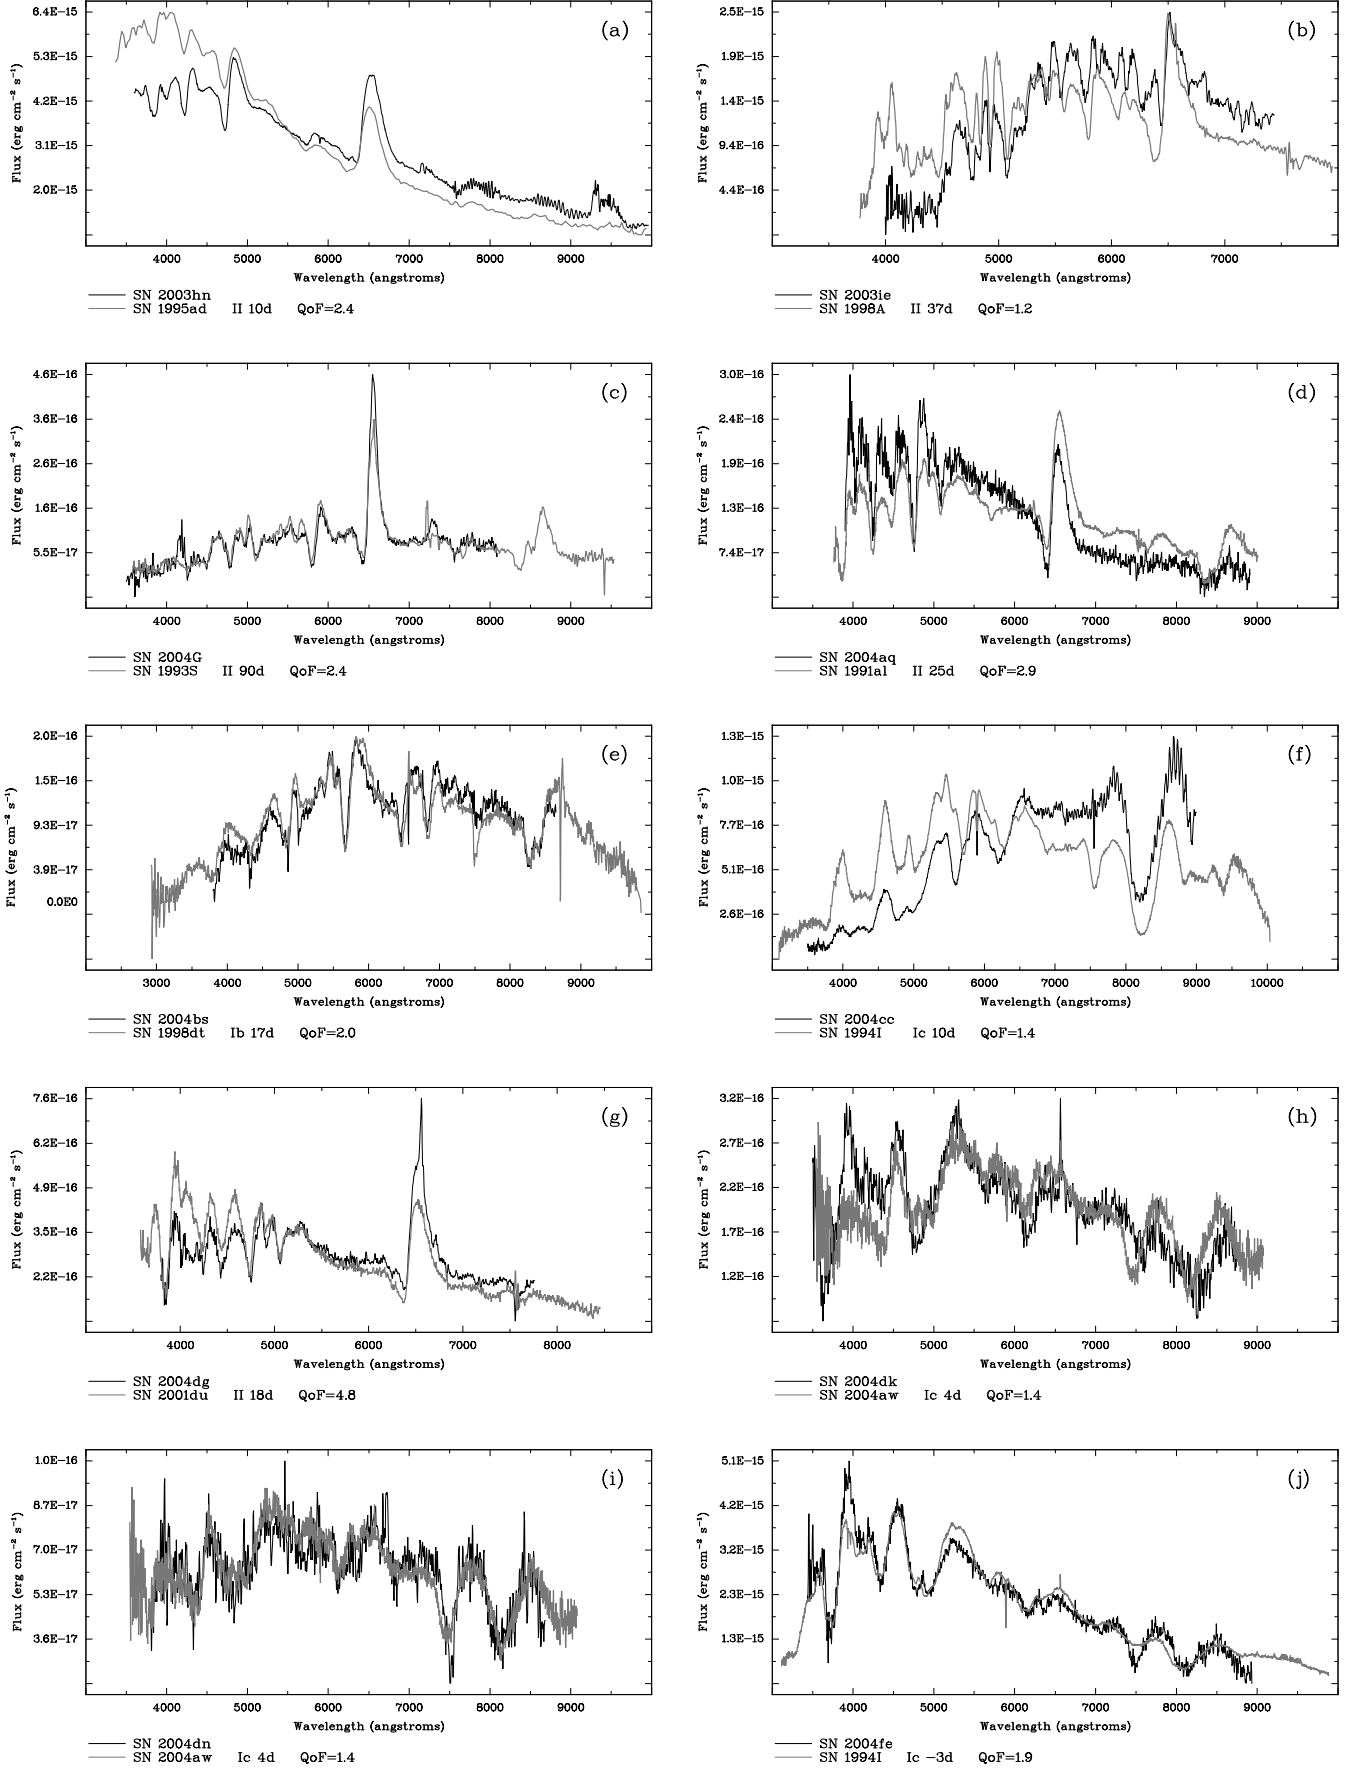 (a)
6.4E-15
5.3E-15
4.2E-15
3.1E-15
2.0E-15
Flux (erg cm⁻² s⁻¹)
4000 5000 6000 7000 8000 9000
Wavelength (angstroms)
SN 2003hn
SN 1995ad II 10d QoF=2.4
(b)
2.5E-15
1.9E-15
1.4E-15
9.4E-16
4.4E-16
Flux (erg cm⁻² s⁻¹)
4000 5000 6000 7000
Wavelength (angstroms)
SN 2003ie
SN 1998A II 37d QoF=1.2
(c)
4.6E-16
3.6E-16
2.6E-16
1.6E-16
5.5E-17
Flux (erg cm⁻² s⁻¹)
4000 5000 6000 7000 8000 9000
Wavelength (angstroms)
SN 2004G
SN 1993S II 90d QoF=2.4
(d)
3.0E-16
2.4E-16
1.9E-16
1.3E-16
7.4E-17
Flux (erg cm⁻² s⁻¹)
4000 5000 6000 7000 8000 9000
Wavelength (angstroms)
SN 2004aq
SN 1991al II 25d QoF=2.9
(e)
2.0E-16
1.5E-16
9.3E-17
3.9E-17
0.0E0
Flux (erg cm⁻² s⁻¹)
3000 4000 5000 6000 7000 8000 9000
Wavelength (angstroms)
SN 2004bs
SN 1998dt Ib 17d QoF=2.0
(f)
1.3E-15
1.0E-15
7.7E-16
5.1E-16
2.6E-16
Flux (erg cm⁻² s⁻¹)
4000 5000 6000 7000 8000 9000 10000
Wavelength (angstroms)
SN 2004cc
SN 1994I Ic 10d QoF=1.4
(g)
7.6E-16
6.2E-16
4.9E-16
3.5E-16
2.2E-16
Flux (erg cm⁻² s⁻¹)
4000 5000 6000 7000 8000
Wavelength (angstroms)
SN 2004dg
SN 2001du II 18d QoF=4.8
(h)
3.2E-16
2.7E-16
2.2E-16
1.7E-16
1.2E-16
Flux (erg cm⁻² s⁻¹)
4000 5000 6000 7000 8000 9000
Wavelength (angstroms)
SN 2004dk
SN 2004aw Ic 4d QoF=1.4
(i)
1.0E-16
8.7E-17
7.0E-17
5.3E-17
3.6E-17
Flux (erg cm⁻² s⁻¹)
4000 5000 6000 7000 8000 9000
Wavelength (angstroms)
SN 2004dn
SN 2004aw Ic 4d QoF=1.4
(j)
5.1E-15
4.2E-15
3.2E-15
2.3E-15
1.3E-15
Flux (erg cm⁻² s⁻¹)
4000 5000 6000 7000 8000 9000
Wavelength (angstroms)
SN 2004fe
SN 1994I Ic −3d QoF=1.9